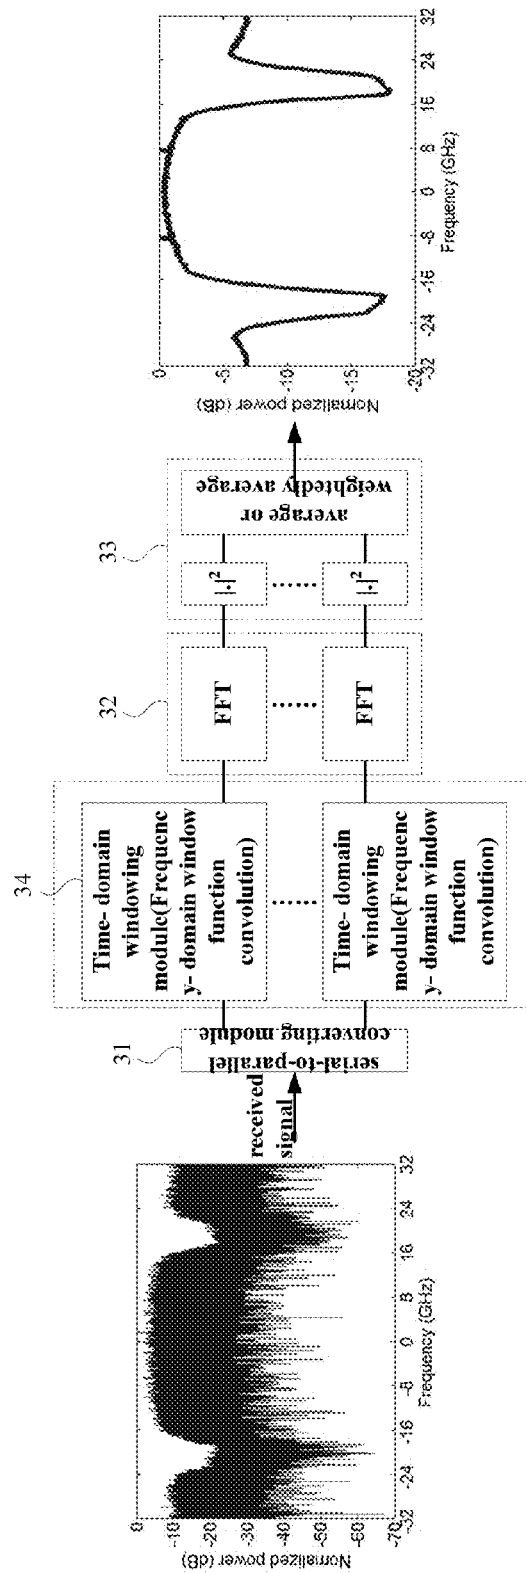 0
-10
-20
-30
-40
-50
-60
-70
Normalized power (dB)
-32
-24
-16
-8
0
8
16
24
32
Frequency (GHz)
received
signal
31
serial-to-parallel
converting module
34
Time- domain
windowing
module(Frequenc
y- domain window
function
convolution)
......
Time- domain
windowing
module(Frequenc
y- domain window
function
convolution)
32
FFT
......
FFT
33
|.|²
......
|.|²
average or
weightedly average
0
-5
-10
-15
-20
Normalized power (dB)
-32
-24
-16
-8
0
8
16
24
32
Frequency (GHz)